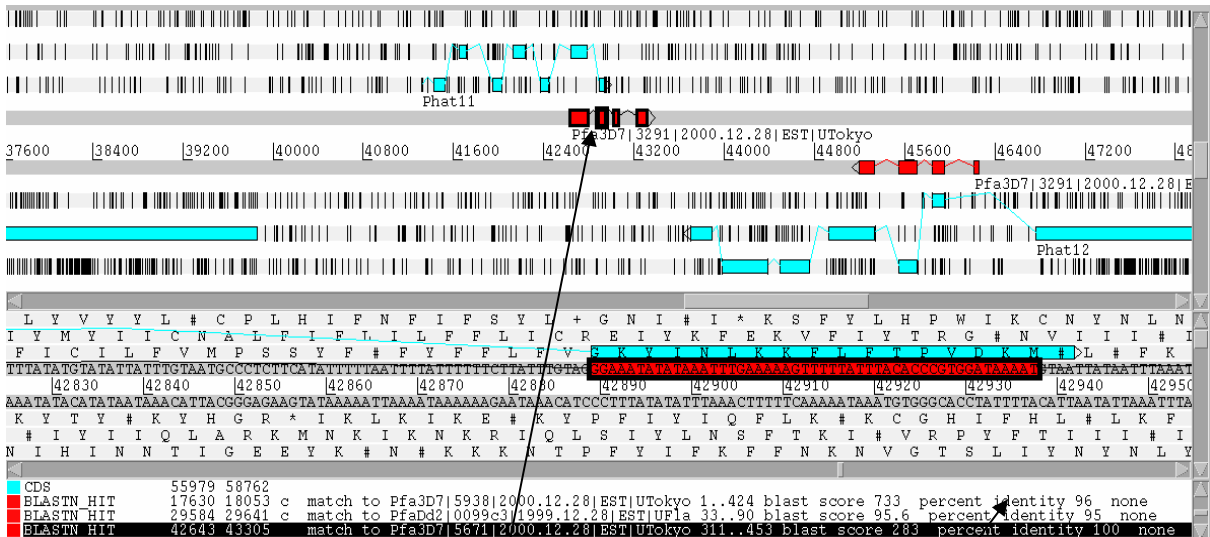 Phat11
Pfa3D7|3291|2000.12.28|EST|UTokyo
37600 38400 39200 40000 40800 41600 42400 43200 44000 44800 45600 46400 47200 48
Pfa3D7|3291|2000.12.28|E
Phat12
L Y V Y Y L # C P L H I F N F I F S Y L + G N I # I * K S F Y L H P W I K C N Y N L N
I Y M Y I I C N A L F I F L I L F F L I C R E I Y K F E K V F I Y T R G # N V I I I # I
F I C I L F V M P S S Y F # F Y F F L F V G K Y I N L K K F L F T P V D K M # L # F K
TTTATATGTATATTATTTGTAATGCCCTCTTCATATTTTTAATTTTATTTTTTCTTATTTGTAGGGAAATATATAAATTTGAAAAAGTTTTTATTTACACCCGTGGATAAAATGTAATTATAATTTAAAT
42830 42840 42850 42860 42870 42880 42890 42900 42910 42920 42930 42940 42950
AAATATACATATAATAAACATTACGGGAGAAGTATAAAAATTAAAATAAAAAAGAATAAACATCCCTTTATATATTTAAACTTTTTCAAAAATAAATGTGGGCACCTATTTTACATTAATATTAAATTTA
K Y T Y # K Y H G R * I K L K I K E # K Y P F I Y I Q F L K # K C G H I F H L # L K F
# I Y I I Q L A R K M N K I K N K R I Q L S I Y L N S F T K I # V R P Y F T I I I # I
N I H I N N T I G E E Y K # N # K K K N T P F Y I F K F F N K N V G T S L I Y N Y N L Y
CDS 55979 58762
BLASTN_HIT 17630 18053 c match to Pfa3D7|5938|2000.12.28|EST|UTokyo 1..424 blast score 733 percent identity 96 none
BLASTN_HIT 29584 29641 c match to PfaDd2|0099c3|1999.12.28|EST|UFla 33..90 blast score 95.6 percent identity 95 none
BLASTN_HIT 42643 43305 match to Pfa3D7|5671|2000.12.28|EST|UTokyo 311..453 blast score 283 percent identity 100 none